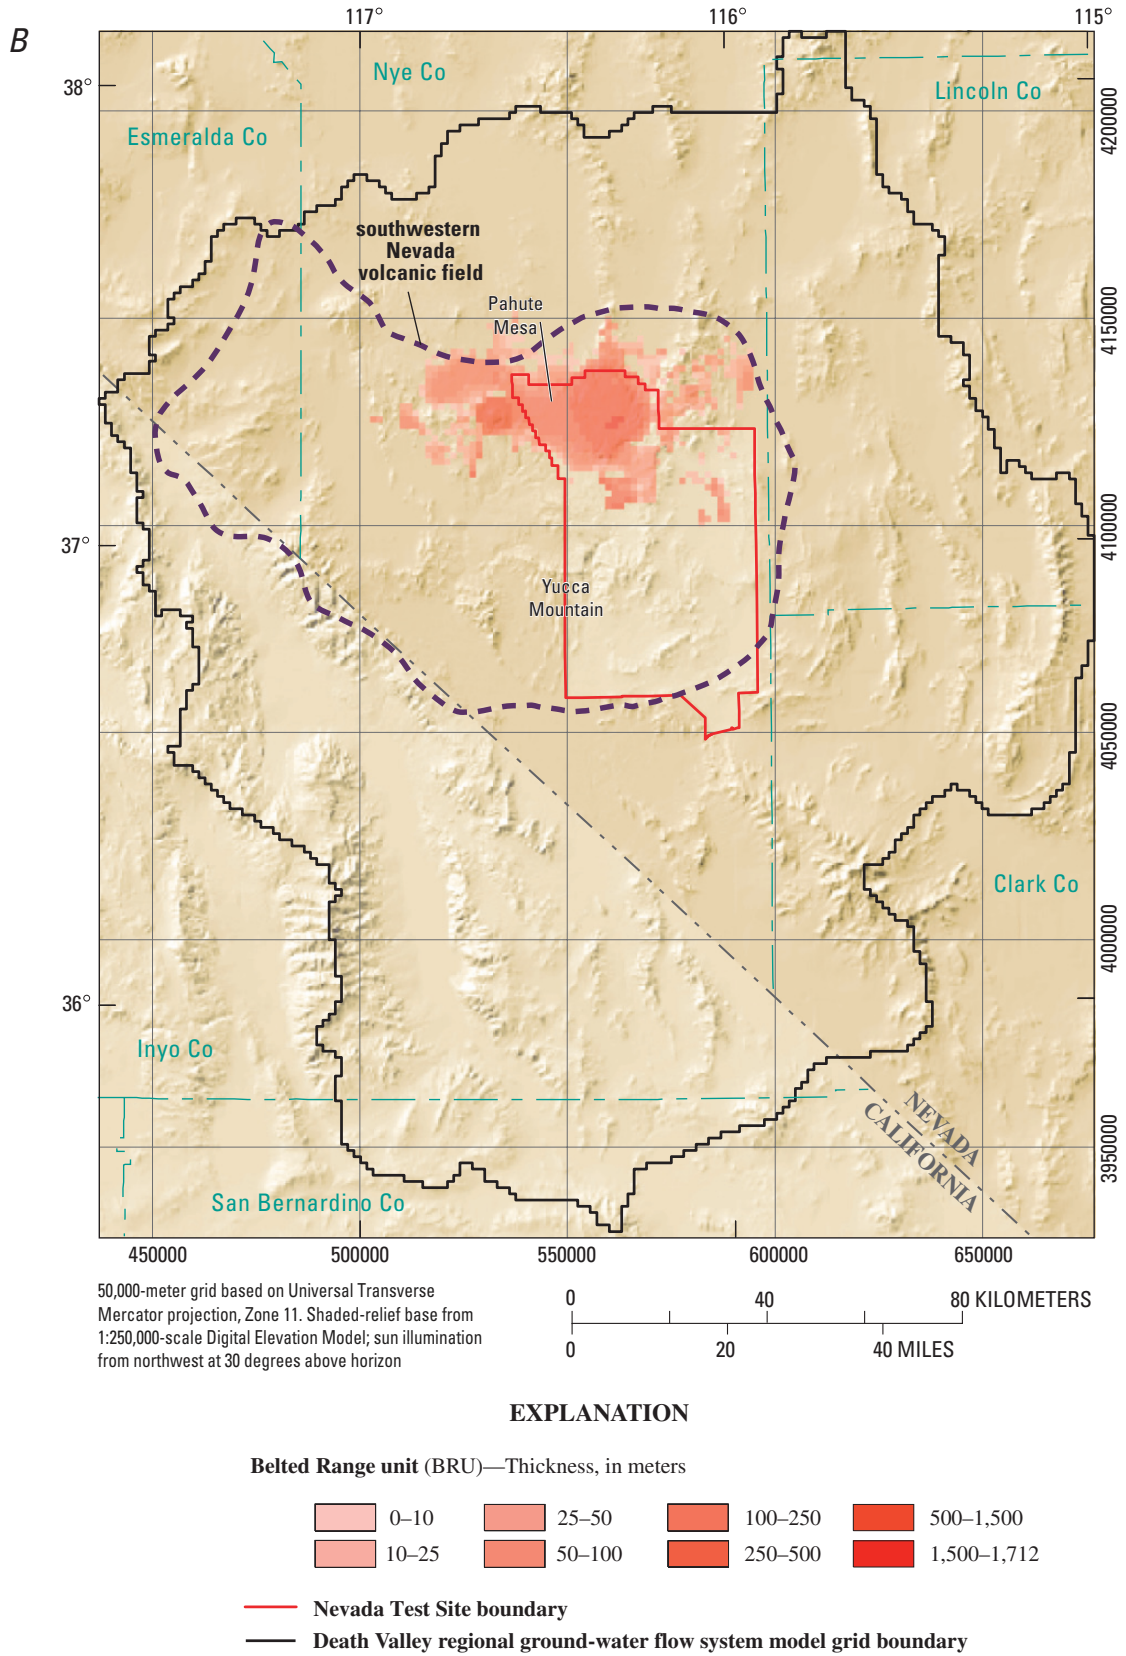 B
117°
116°
115°
38°
37°
36°
Nye Co
Lincoln Co
Esmeralda Co
southwestern
Nevada
volcanic field
Pahute
Mesa
Yucca
Mountain
Clark Co
Inyo Co
San Bernardino Co
NEVADA
CALIFORNIA
4200000
4150000
4100000
4050000
4000000
3950000
450000
500000
550000
600000
650000
50,000-meter grid based on Universal Transverse
Mercator projection, Zone 11. Shaded-relief base from
1:250,000-scale Digital Elevation Model; sun illumination
from northwest at 30 degrees above horizon
0 40 80 KILOMETERS
0 20 40 MILES
EXPLANATION
Belted Range unit (BRU)—Thickness, in meters
0–10 25–50 100–250 500–1,500
10–25 50–100 250–500 1,500–1,712
Nevada Test Site boundary
Death Valley regional ground-water flow system model grid boundary